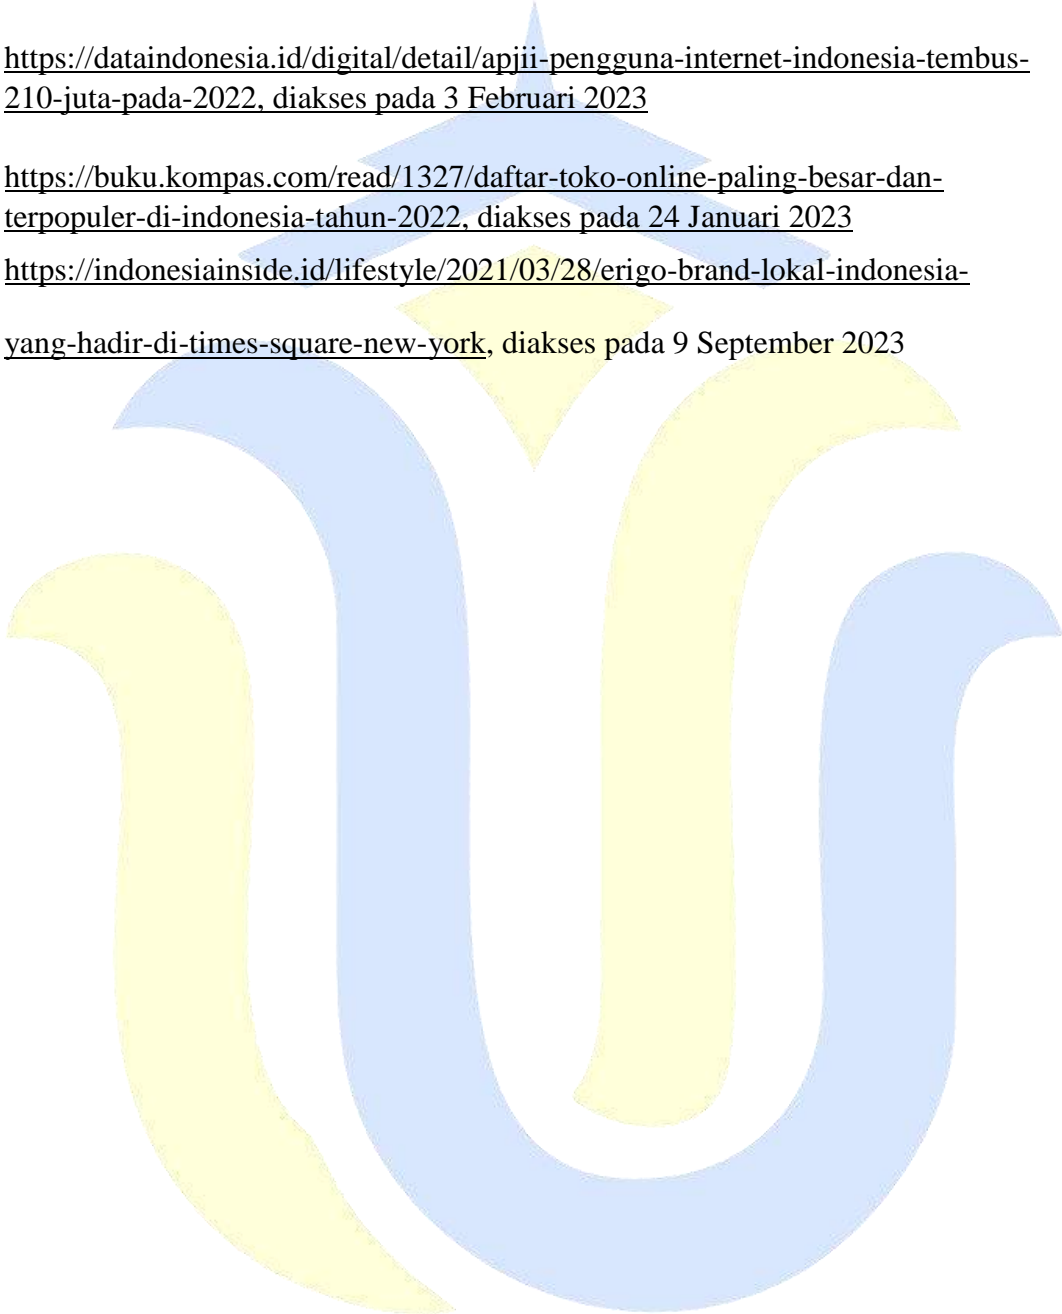 https://dataindonesia.id/digital/detail/apjii-pengguna-internet-indonesia-tembus-
210-juta-pada-2022, diakses pada 3 Februari 2023
https://buku.kompas.com/read/1327/daftar-toko-online-paling-besar-dan-
terpopuler-di-indonesia-tahun-2022, diakses pada 24 Januari 2023
https://indonesiainside.id/lifestyle/2021/03/28/erigo-brand-lokal-indonesia-
yang-hadir-di-times-square-new-york, diakses pada 9 September 2023